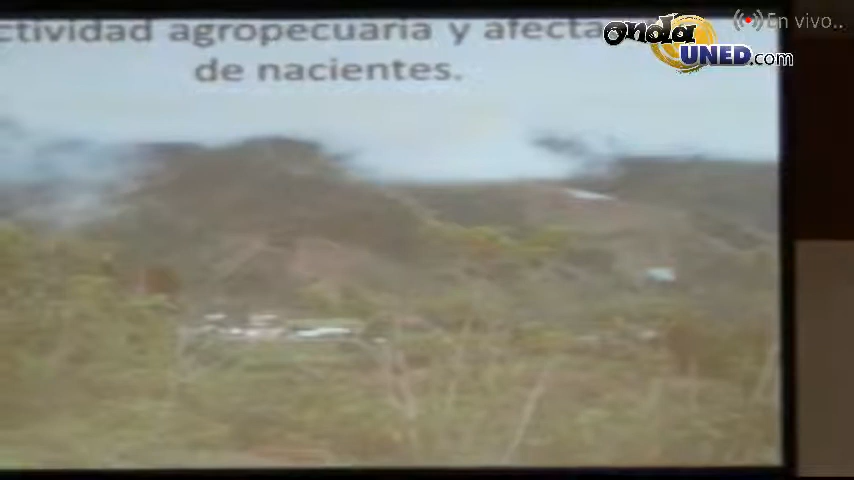 ctividad agropecuaria y afecta
de nacientes.
onda
UNED.com
En vivo..